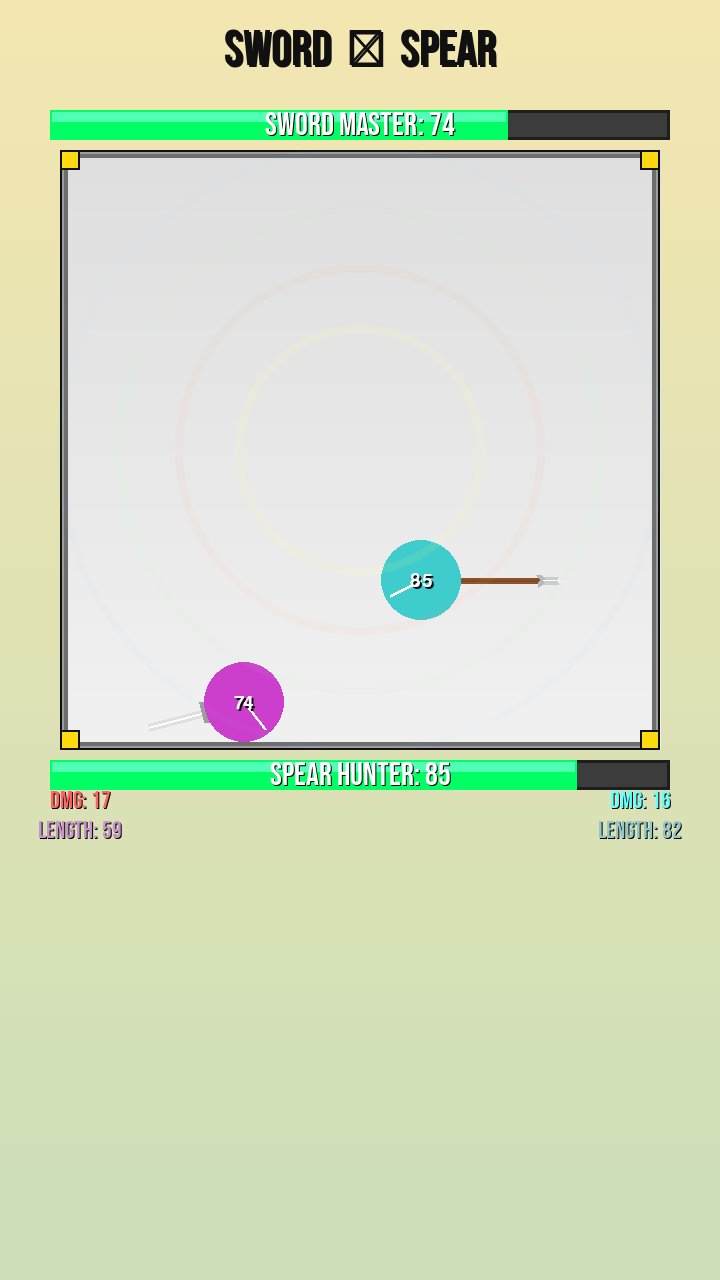 SWORD SPEAR
SWORD MASTER: 74
85
74
SPEAR HUNTER: 85
DMG: 17
DMG: 16
LENGTH: 59
LENGTH: 82